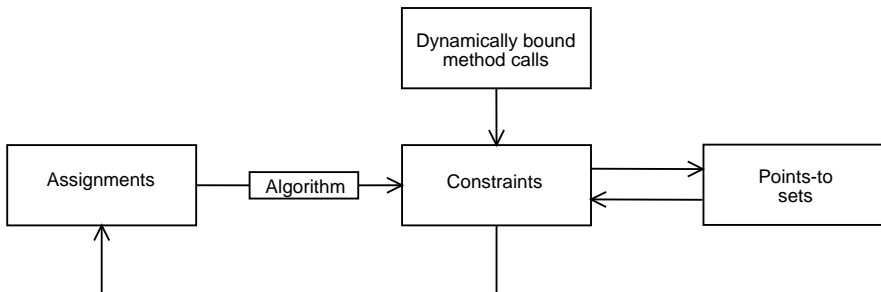 Dynamically bound
method calls
Assignments
Algorithm
Constraints
Points-to
sets